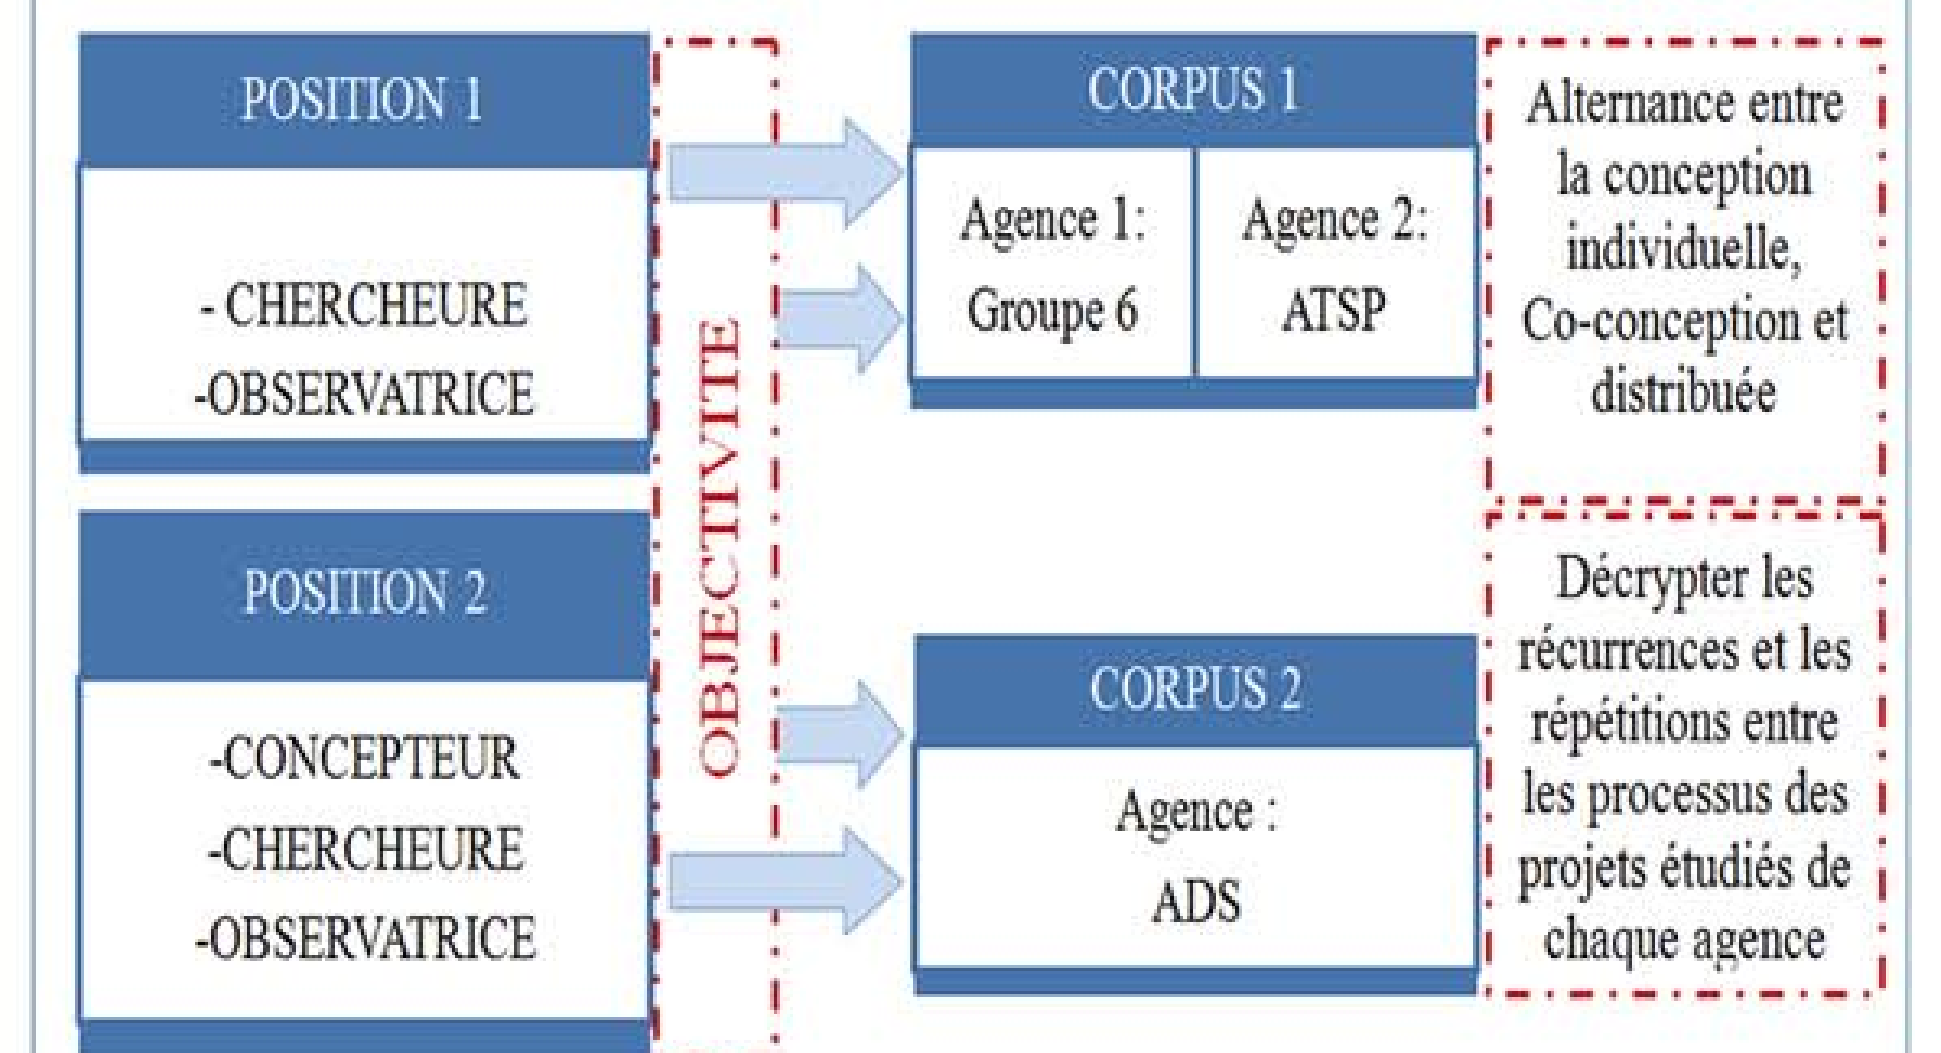 POSITION 1
- CHERCHEURE
-OBSERVATRICE
POSITION 2
-CONCEPTEUR
-CHERCHEURE
-OBSERVATRICE
OBJECTIVITE
CORPUS 1
Agence 1:
Groupe 6
Agence 2:
ATSP
CORPUS 2
Agence :
ADS
Alternance entre
la conception
individuelle,
Co-conception et
distribuée
Décrypter les
récurrences et les
répétitions entre
les processus des
projets étudiés de
chaque agence